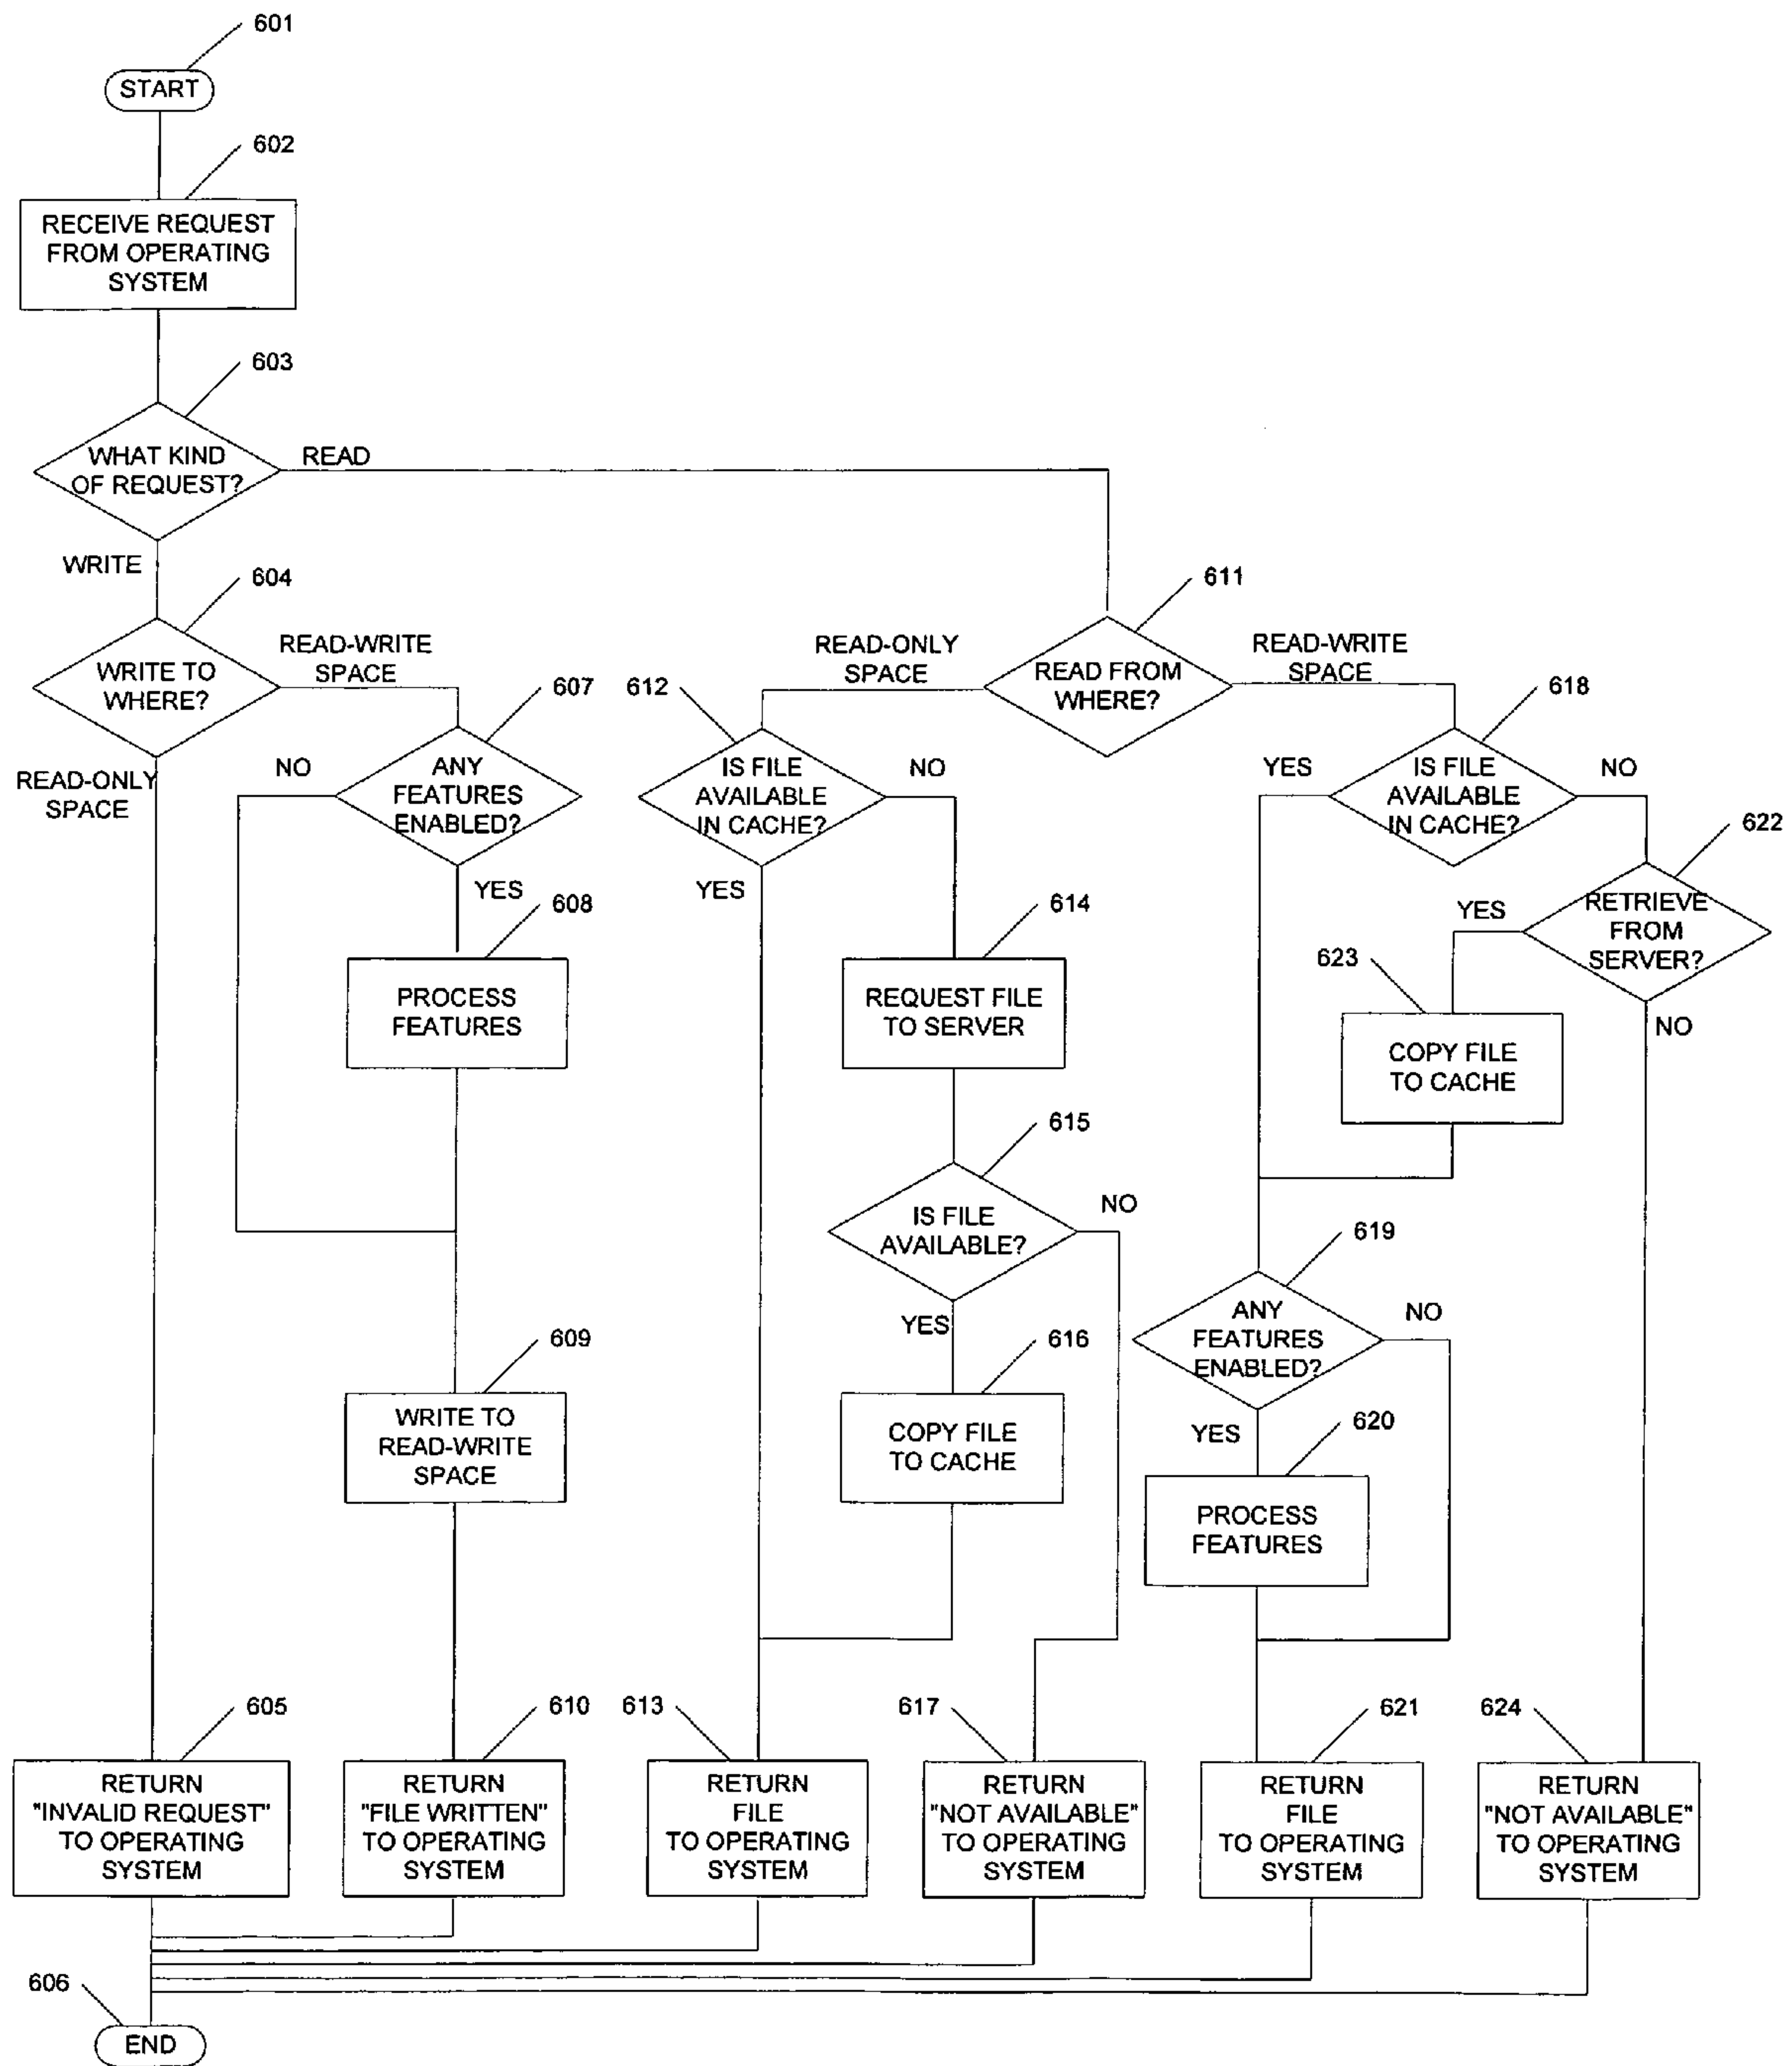 601
START
602
RECEIVE REQUEST
FROM OPERATING
SYSTEM
603
WHAT KIND
OF REQUEST?
READ
WRITE
604
WRITE TO
WHERE?
READ-WRITE
SPACE
READ-ONLY
SPACE
607
ANY
FEATURES
ENABLED?
NO
YES
608
PROCESS
FEATURES
609
WRITE TO
READ-WRITE
SPACE
611
READ FROM
WHERE?
READ-ONLY
SPACE
READ-WRITE
SPACE
612
IS FILE
AVAILABLE
IN CACHE?
NO
YES
614
REQUEST FILE
TO SERVER
615
IS FILE
AVAILABLE?
NO
YES
616
COPY FILE
TO CACHE
618
IS FILE
AVAILABLE
IN CACHE?
YES
NO
622
RETRIEVE
FROM
SERVER?
YES
NO
623
COPY FILE
TO CACHE
619
ANY
FEATURES
ENABLED?
NO
YES
620
PROCESS
FEATURES
605
RETURN
"INVALID REQUEST"
TO OPERATING
SYSTEM
610
RETURN
"FILE WRITTEN"
TO OPERATING
SYSTEM
613
RETURN
FILE
TO OPERATING
SYSTEM
617
RETURN
"NOT AVAILABLE"
TO OPERATING
SYSTEM
621
RETURN
FILE
TO OPERATING
SYSTEM
624
RETURN
"NOT AVAILABLE"
TO OPERATING
SYSTEM
606
END